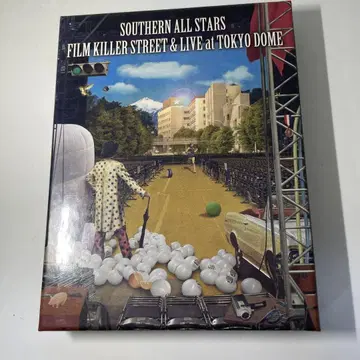 SOUTHERN ALL STARS
FILM KILLER STREET & LIVE at TOKYO DOME